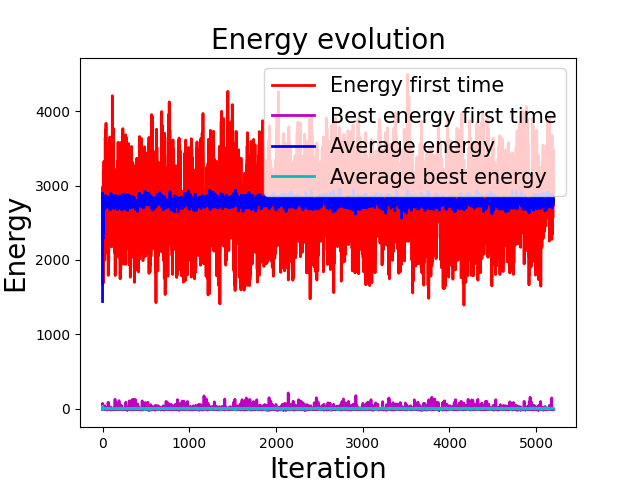 Energy evolution
Energy first time
Best energy first time
Average energy
Average best energy
Energy
4000
3000
2000
1000
0
0 1000 2000 3000 4000 5000
Iteration